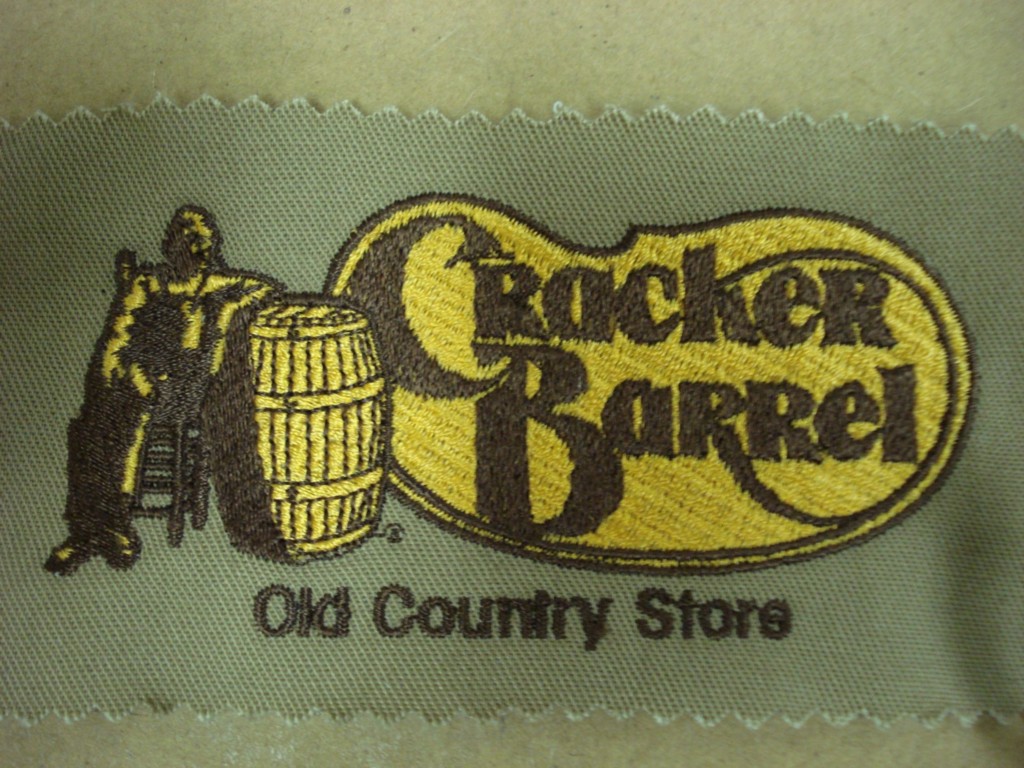 Cracker
Barrel
®
Old Country Store